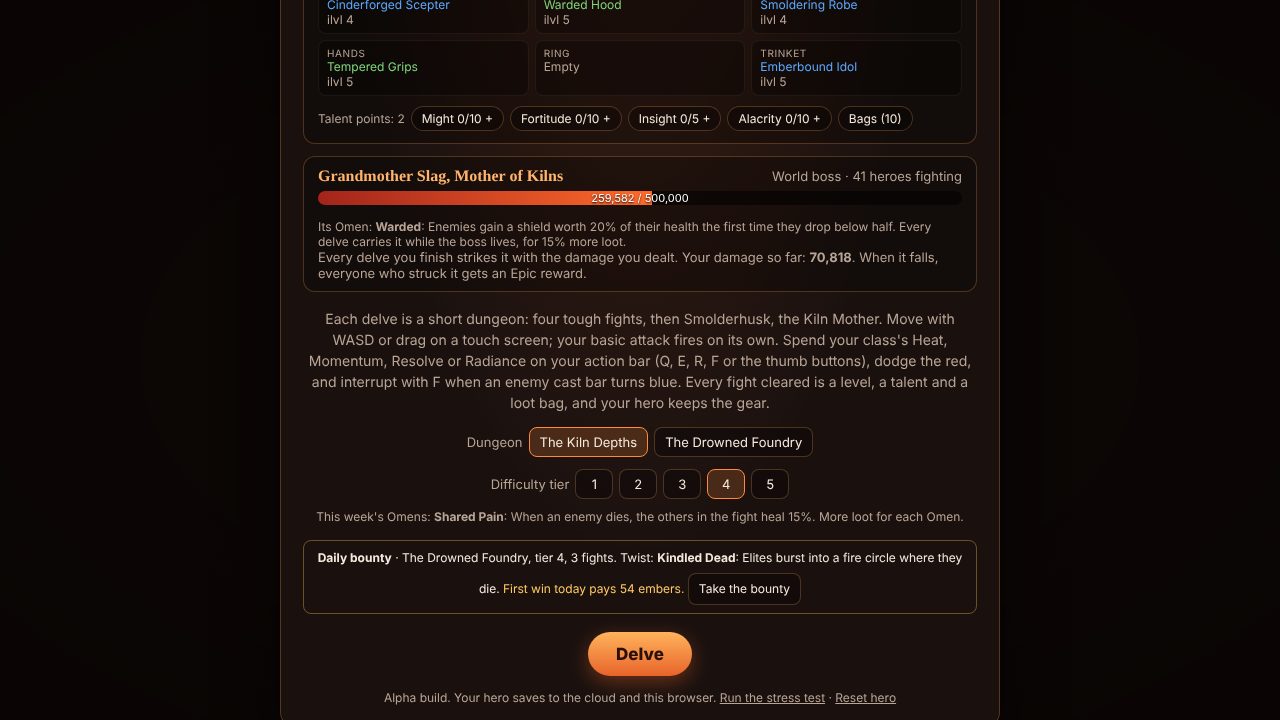 Cinderforged Scepter
ilvl 4
Warded Hood
ilvl 5
Smoldering Robe
ilvl 4
HANDS
Tempered Grips
ilvl 5
RING
Empty
TRINKET
Emberbound Idol
ilvl 5
Talent points: 2 Might 0/10 + Fortitude 0/10 + Insight 0/5 + Alacrity 0/10 + Bags (10)
Grandmother Slag, Mother of Kilns World boss · 41 heroes fighting
259,582 / 500,000
Its Omen: Warded: Enemies gain a shield worth 20% of their health the first time they drop below half. Every
delve carries it while the boss lives, for 15% more loot.
Every delve you finish strikes it with the damage you dealt. Your damage so far: 70,818. When it falls,
everyone who struck it gets an Epic reward.
Each delve is a short dungeon: four tough fights, then Smolderhusk, the Kiln Mother. Move with
WASD or drag on a touch screen; your basic attack fires on its own. Spend your class's Heat,
Momentum, Resolve or Radiance on your action bar (Q, E, R, F or the thumb buttons), dodge the red,
and interrupt with F when an enemy cast bar turns blue. Every fight cleared is a level, a talent and a
loot bag, and your hero keeps the gear.
Dungeon The Kiln Depths The Drowned Foundry
Difficulty tier 1 2 3 4 5
This week's Omens: Shared Pain: When an enemy dies, the others in the fight heal 15%. More loot for each Omen.
Daily bounty · The Drowned Foundry, tier 4, 3 fights. Twist: Kindled Dead: Elites burst into a fire circle where they
die. First win today pays 54 embers. Take the bounty
Delve
Alpha build. Your hero saves to the cloud and this browser. Run the stress test · Reset hero